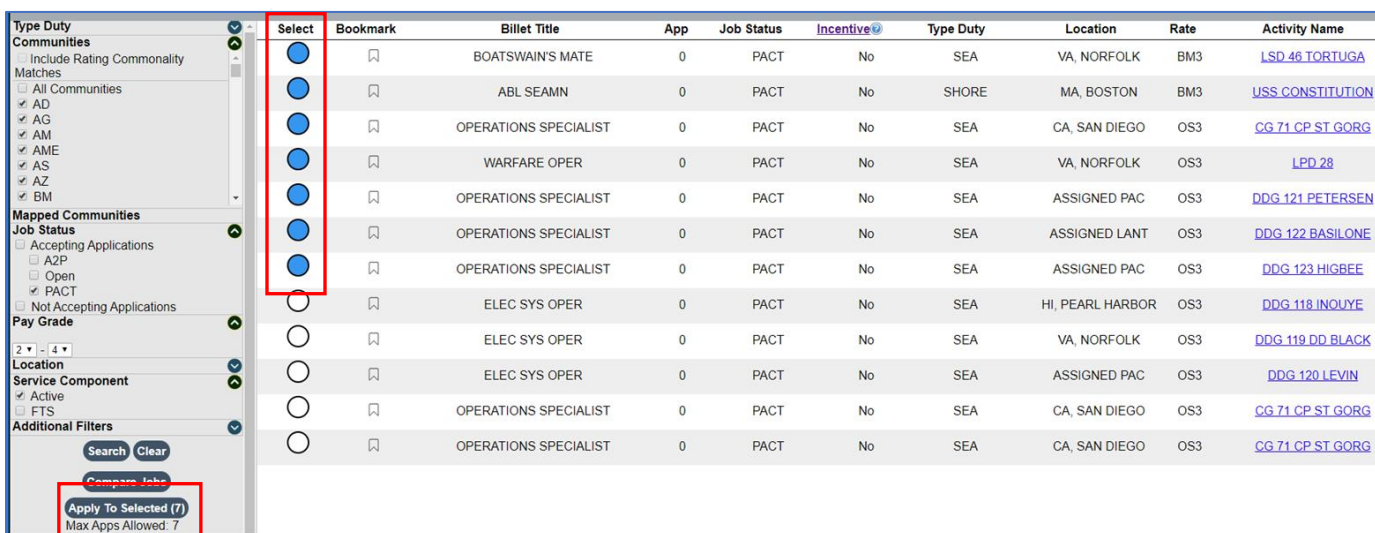 Type Duty
Communities
Include Rating Commonality
Matches
All Communities
AD
AG
AM
AME
AS
AZ
BM
Mapped Communities
Job Status
Accepting Applications
A2P
Open
PACT
Not Accepting Applications
Pay Grade
2 - 4
Location
Service Component
Active
FTS
Additional Filters
Search Clear
Compare Jobs
Apply To Selected (7)
Max Apps Allowed: 7
Select Bookmark Billet Title App Job Status Incentive Type Duty Location Rate Activity Name
BOATSWAIN'S MATE 0 PACT No SEA VA, NORFOLK BM3 LSD 46 TORTUGA
ABL SEAMN 0 PACT No SHORE MA, BOSTON BM3 USS CONSTITUTION
OPERATIONS SPECIALIST 0 PACT No SEA CA, SAN DIEGO OS3 CG 71 CP ST GORG
WARFARE OPER 0 PACT No SEA VA, NORFOLK OS3 LPD 28
OPERATIONS SPECIALIST 0 PACT No SEA ASSIGNED PAC OS3 DDG 121 PETERSEN
OPERATIONS SPECIALIST 0 PACT No SEA ASSIGNED LANT OS3 DDG 122 BASILONE
OPERATIONS SPECIALIST 0 PACT No SEA ASSIGNED PAC OS3 DDG 123 HIGBEE
ELEC SYS OPER 0 PACT No SEA HI, PEARL HARBOR OS3 DDG 118 INOUYE
ELEC SYS OPER 0 PACT No SEA VA, NORFOLK OS3 DDG 119 DD BLACK
ELEC SYS OPER 0 PACT No SEA ASSIGNED PAC OS3 DDG 120 LEVIN
OPERATIONS SPECIALIST 0 PACT No SEA CA, SAN DIEGO OS3 CG 71 CP ST GORG
OPERATIONS SPECIALIST 0 PACT No SEA CA, SAN DIEGO OS3 CG 71 CP ST GORG